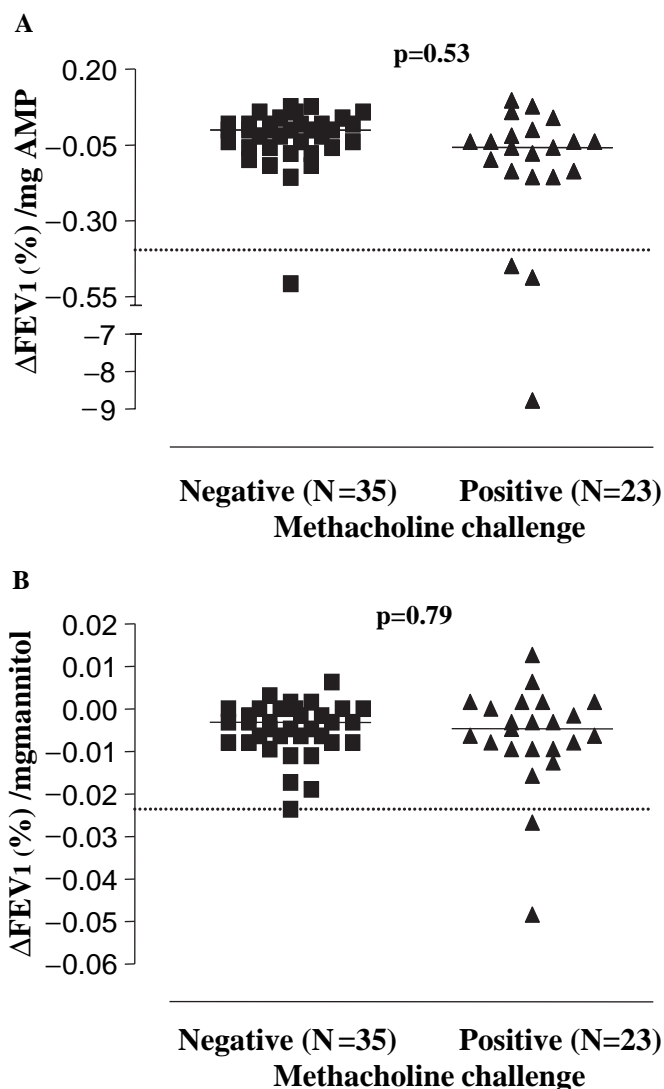 A
p=0.53
ΔFEV1 (%) /mg AMP
0.20
−0.05
−0.30
−0.55
−7
−8
−9
Negative (N=35) Positive (N=23)
Methacholine challenge
B
p=0.79
ΔFEV1 (%) /mgmannitol
0.02
0.01
0.00
−0.01
−0.02
−0.03
−0.04
−0.05
−0.06
Negative (N=35) Positive (N=23)
Methacholine challenge